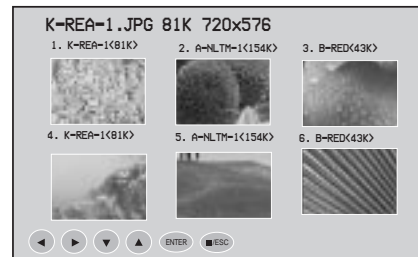 K-REA-1.JPG 81K 720x576
1. K-REA-1<81K> 2. A-NLTM-1<154K> 3. B-RED<43K>
4. K-REA-1<81K> 5. A-NLTM-1<154K> 6. B-RED<43K>
ENTER ■/ESC